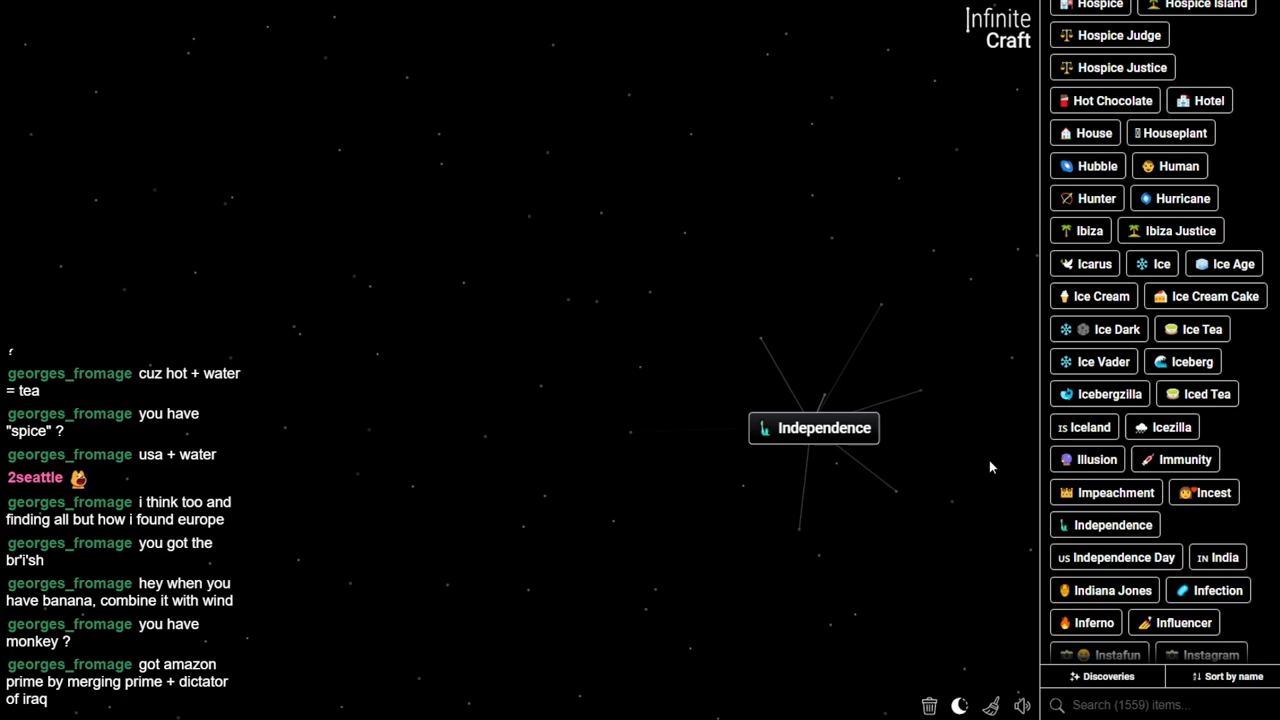 Infinite
Craft
?
georges_fromage cuz hot + water
= tea
georges_fromage you have
"spice" ?
georges_fromage usa + water
2seattle
georges_fromage i think too and
finding all but how i found europe
georges_fromage you got the
br'i'sh
georges_fromage hey when you
have banana, combine it with wind
georges_fromage you have
monkey ?
georges_fromage got amazon
prime by merging prime + dictator
of iraq
Independence
Hospice Hospice Island
Hospice Judge
Hospice Justice
Hot Chocolate Hotel
House Houseplant
Hubble Human
Hunter Hurricane
Ibiza Ibiza Justice
Icarus Ice Ice Age
Ice Cream Ice Cream Cake
Ice Dark Ice Tea
Ice Vader Iceberg
Icebergzilla Iced Tea
IS Iceland Icezilla
Illusion Immunity
Impeachment Incest
Independence
US Independence Day IN India
Indiana Jones Infection
Inferno Influencer
Instafun Instagram
Discoveries Sort by name
Search (1559) items...